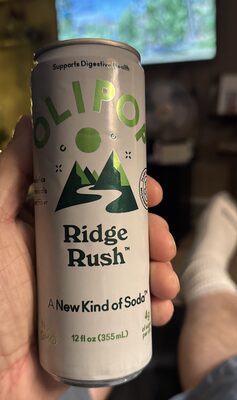 Supports Digestive Health
OLIPOP
Ridge
Rush™
A New Kind of Soda™
12 fl oz (355mL)